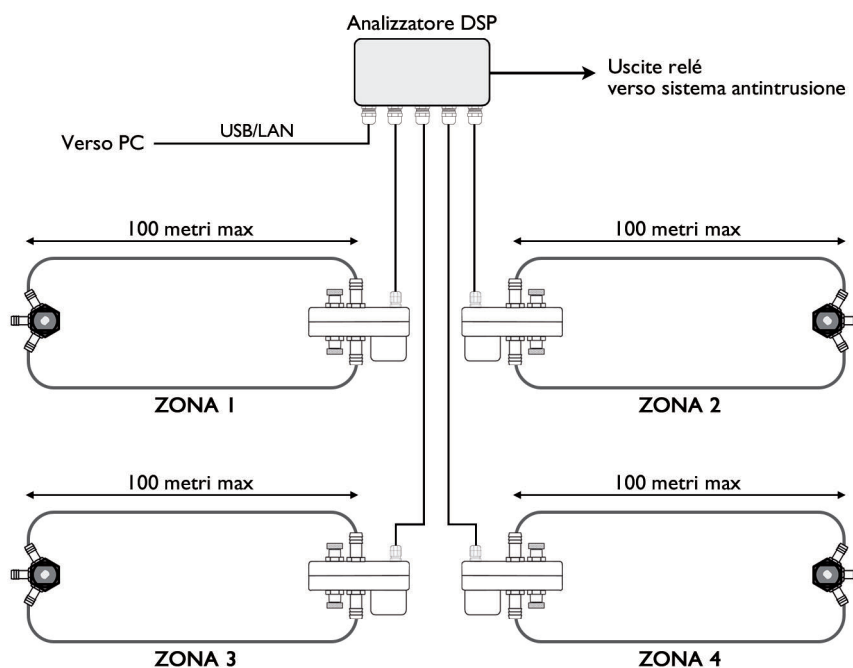 Analizzatore DSP
Uscite relé
verso sistema antintrusione
USB/LAN
Verso PC
100 metri max
100 metri max
ZONA 1
ZONA 2
100 metri max
100 metri max
ZONA 3
ZONA 4